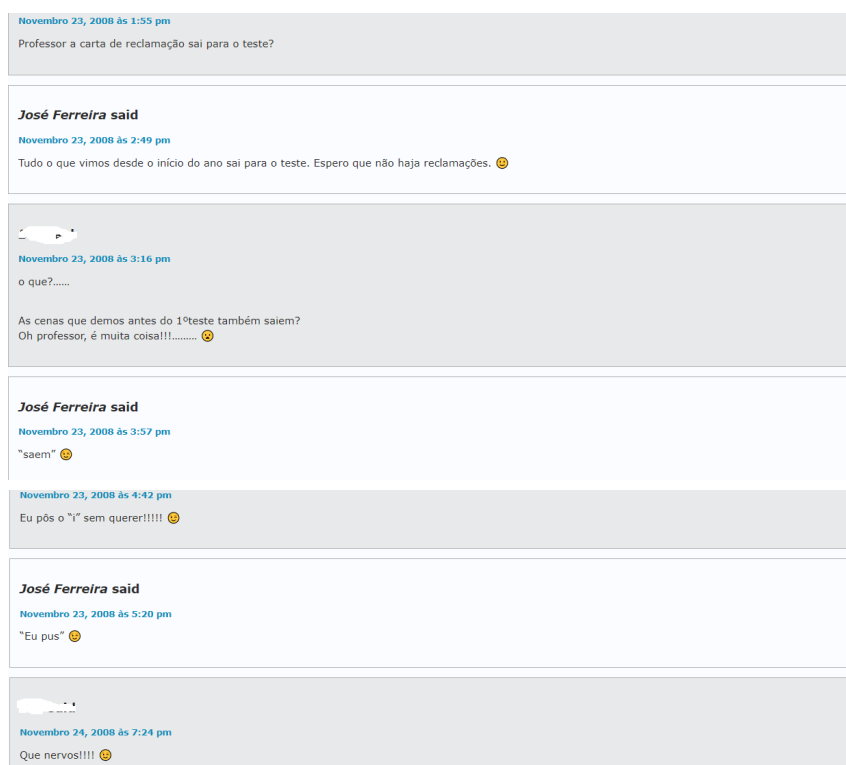 Novembro 23, 2008 às 1:55 pm
Professor a carta de reclamação sai para o teste?
José Ferreira said
Novembro 23, 2008 às 2:49 pm
Tudo o que vimos desde o início do ano sai para o teste. Espero que não haja reclamações. 🙂
Novembro 23, 2008 às 3:16 pm
o que?......
As cenas que demos antes do 1ºteste também saiem?
Oh professor, é muita coisa!!!......... 😮
José Ferreira said
Novembro 23, 2008 às 3:57 pm
“saem” 😉
Novembro 23, 2008 às 4:42 pm
Eu pôs o “i” sem querer!!!!! 😉
José Ferreira said
Novembro 23, 2008 às 5:20 pm
“Eu pus” 😉
said
Novembro 24, 2008 às 7:24 pm
Que nervos!!!! 😉